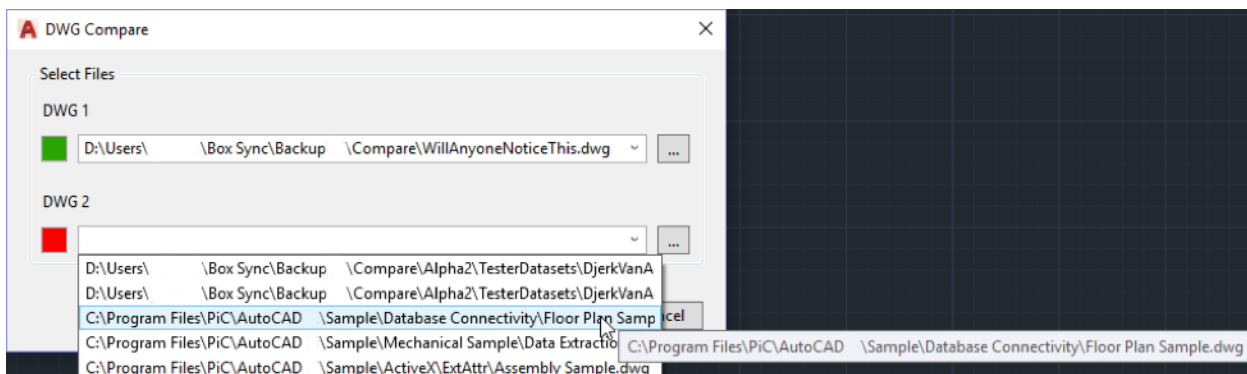 DWG Compare
Select Files
DWG 1
D:\Users\ \Box Sync\Backup \Compare\WillAnyoneNoticeThis.dwg ...
DWG 2
...
D:\Users\ \Box Sync\Backup \Compare\Alpha2\TesterDatasets\DjerkVanA
D:\Users\ \Box Sync\Backup \Compare\Alpha2\TesterDatasets\DjerkVanA
C:\Program Files\PiC\AutoCAD \Sample\Database Connectivity\Floor Plan Samp cel
C:\Program Files\PiC\AutoCAD \Sample\Mechanical Sample\Data Extractio
C:\Program Files\PiC\AutoCAD \Sample\Database Connectivity\Floor Plan Sample.dwg
C:\Program Files\PiC\AutoCAD \Sample\ActiveX\ExtAttr\Assembly Sample.dwg